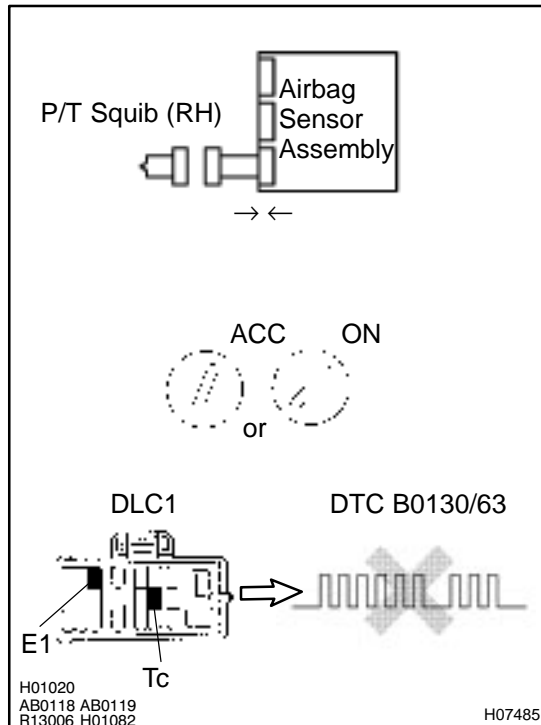 P/T Squib (RH)
Airbag
Sensor
Assembly
ACC ON
or
DLC1
DTC B0130/63
E1
Tc
H01020
AB0118 AB0119
R13006 H01082
H07485